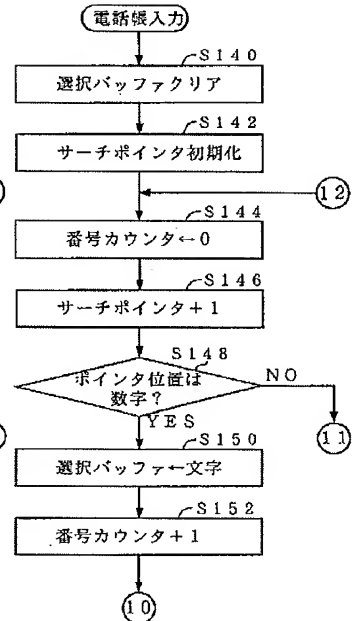 電話帳入力
S140
選択バッファクリア
S142
サーチポインタ初期化
12
S144
番号カウンタ←0
S146
サーチポインタ+1
S148
ポインタ位置は
数字?
NO
YES
11
S150
選択バッファ←文字
S152
番号カウンタ+1
10